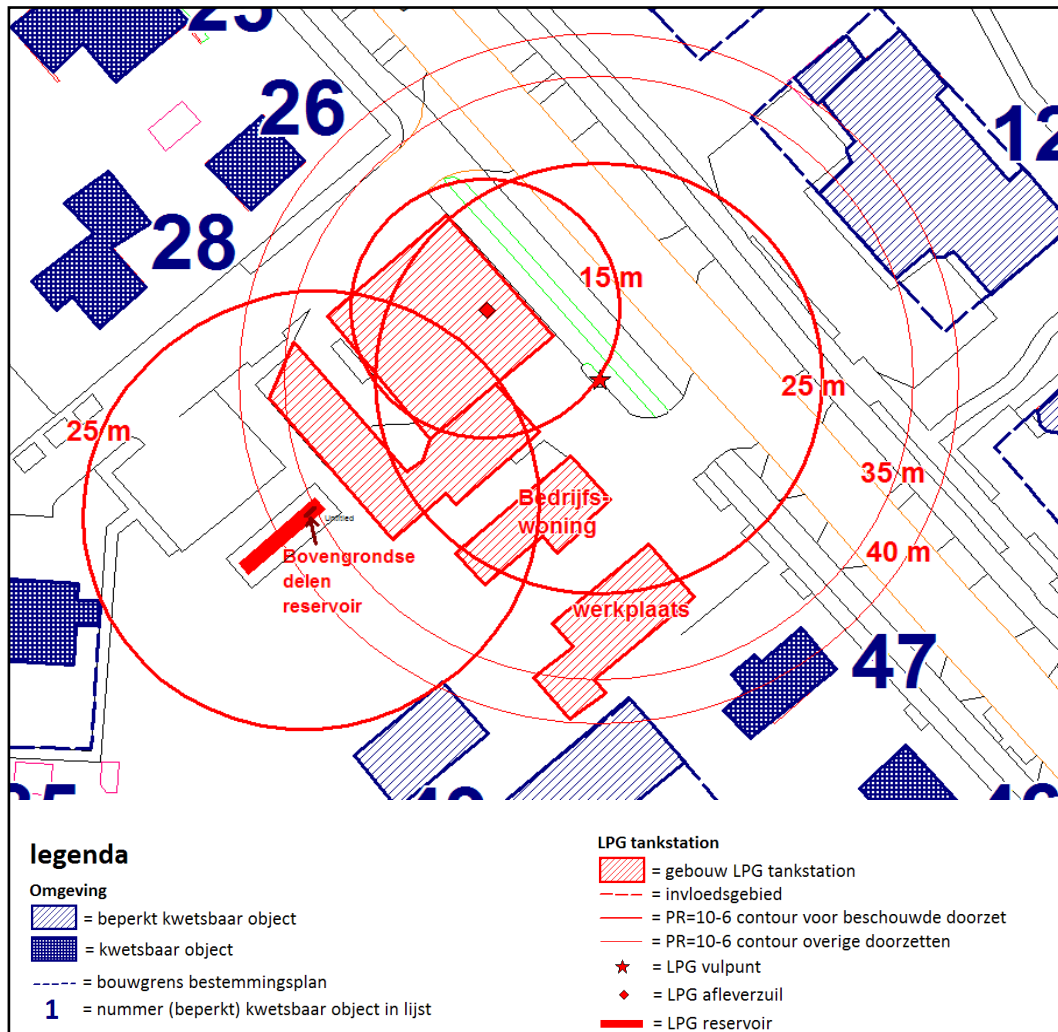 26
12
28
15 m
25 m
25 m
35 m
Bedrijfs-
woning
Untitled
40 m
Bovengrondse
delen
reservoir
werkplaats
47
legenda
Omgeving
= beperkt kwetsbaar object
= kwetsbaar object
= bouwgrens bestemmingsplan
1 = nummer (beperkt) kwetsbaar object in lijst
LPG tankstation
= gebouw LPG tankstation
= invloedsgebied
= PR=10-6 contour voor beschouwde doorzet
= PR=10-6 contour overige doorzetten
= LPG vulpunt
= LPG afleverzuil
= LPG reservoir